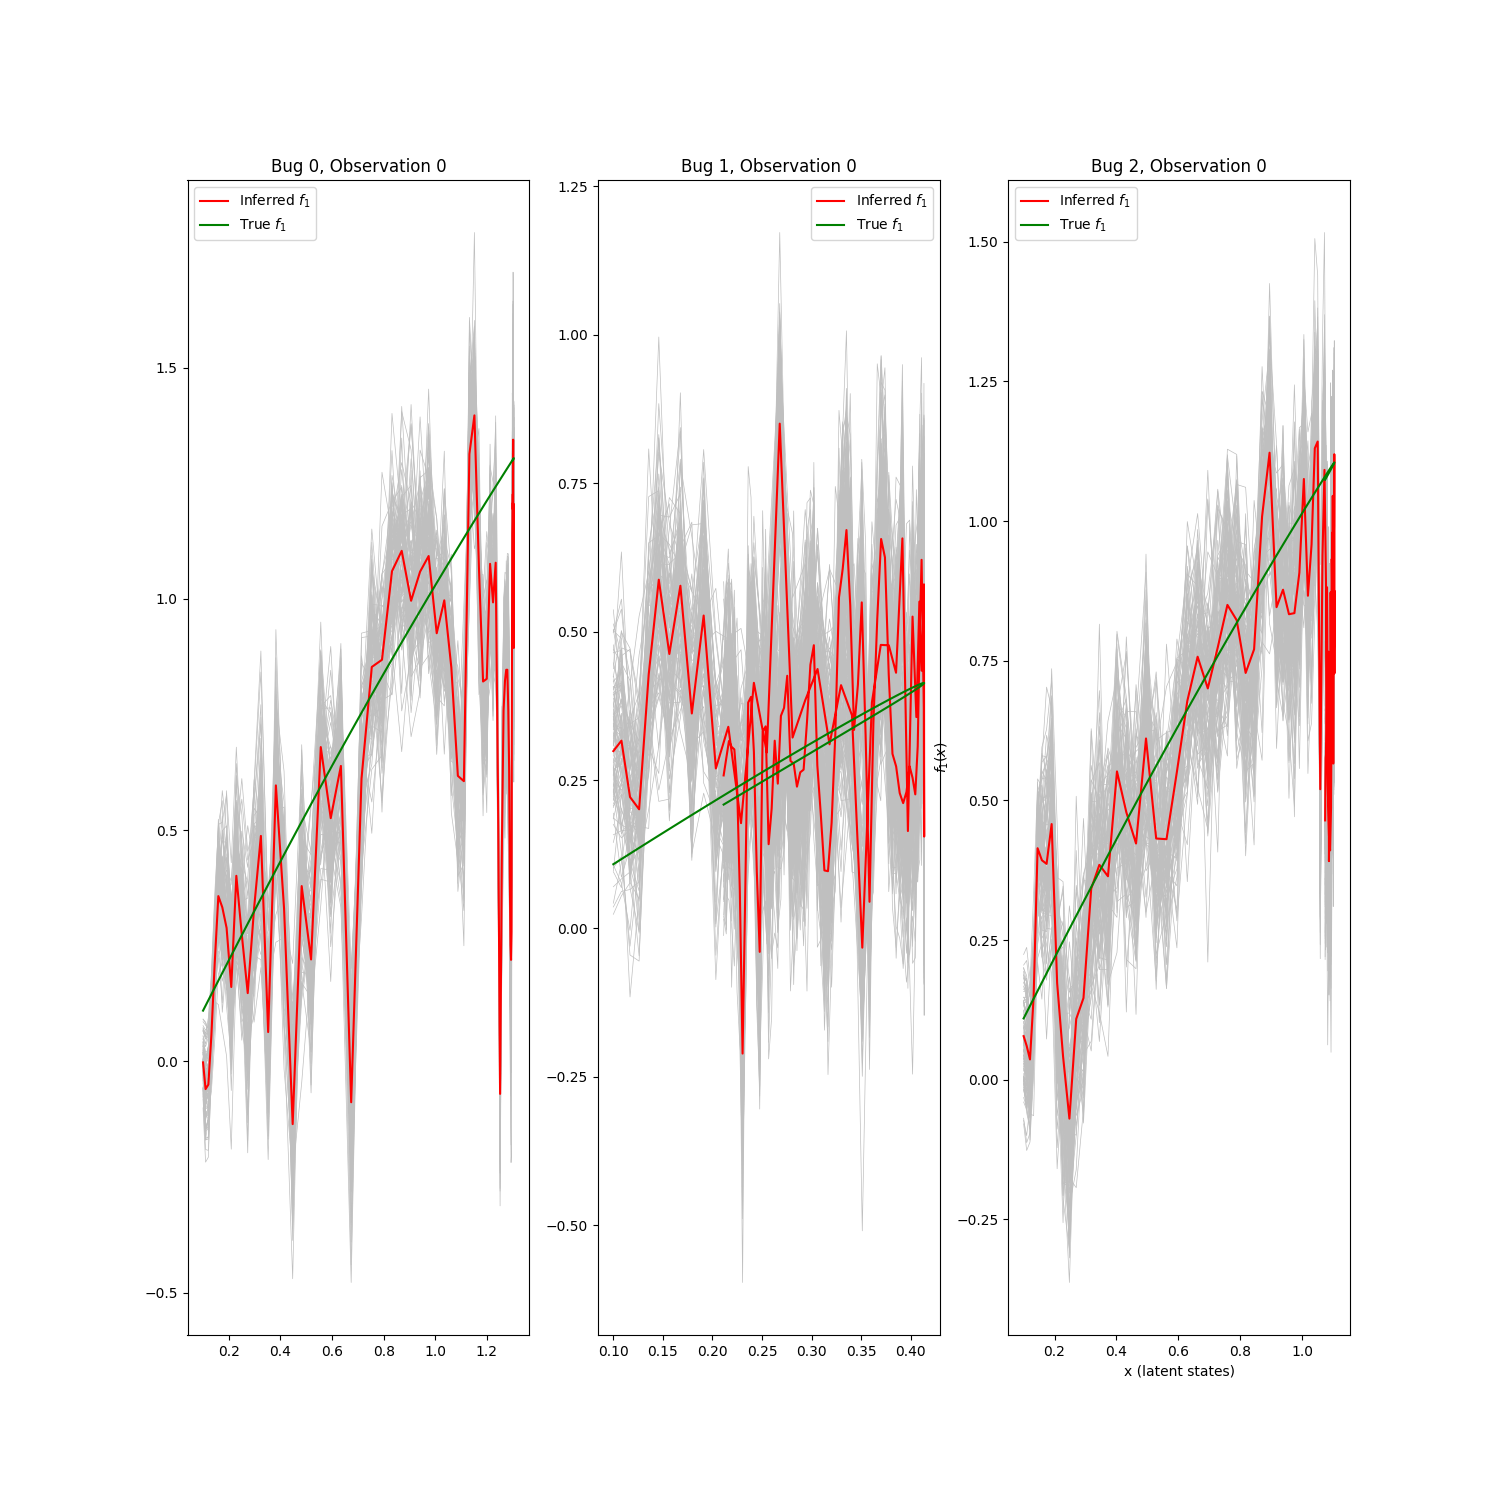 Bug 0, Observation 0
Inferred f₁
True f₁
1.5
1.0
0.5
0.0
−0.5
0.2 0.4 0.6 0.8 1.0 1.2
Bug 1, Observation 0
Inferred f₁
True f₁
1.25
1.00
0.75
0.50
0.25
0.00
−0.25
−0.50
0.10 0.15 0.20 0.25 0.30 0.35 0.40
Bug 2, Observation 0
Inferred f₁
True f₁
f₁(x)
1.50
1.25
1.00
0.75
0.50
0.25
0.00
−0.25
0.2 0.4 0.6 0.8 1.0
x (latent states)